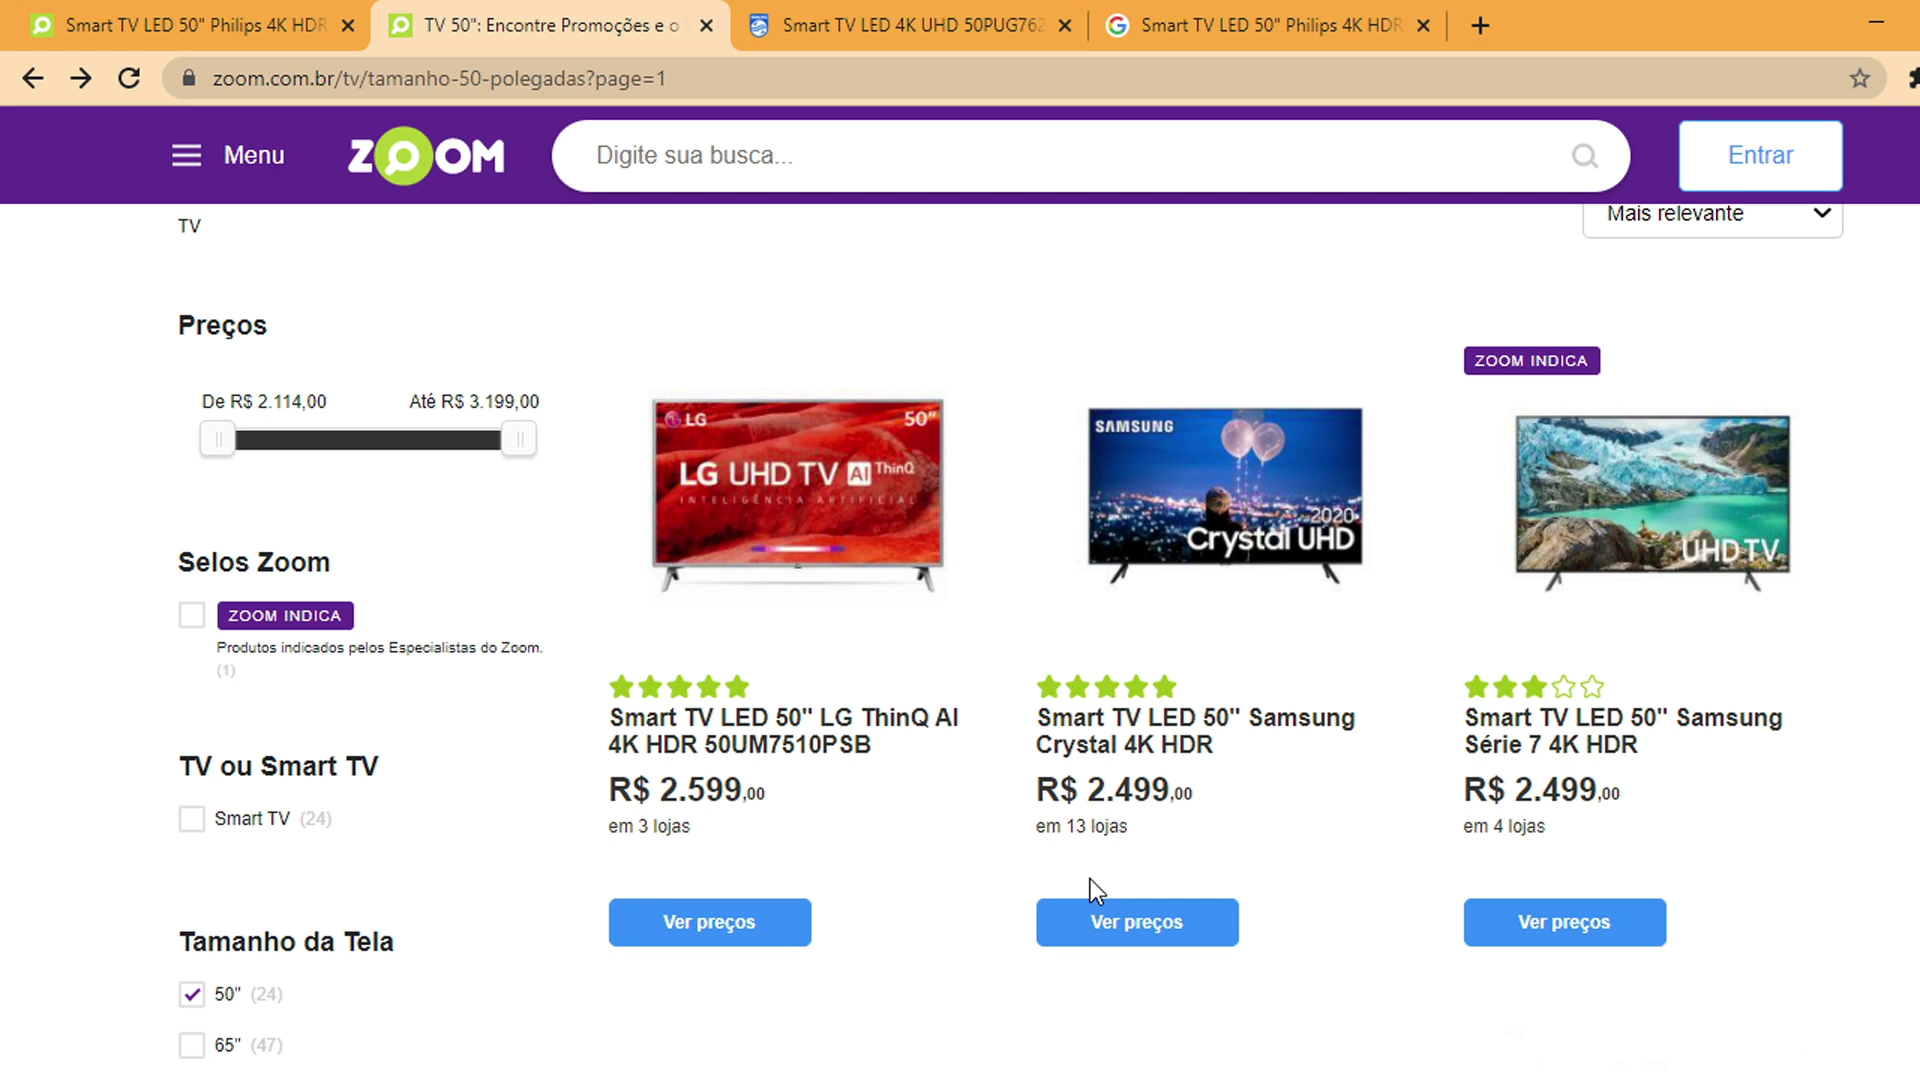 Smart TV LED 50" Philips 4K HDR
TV 50": Encontre Promoções e o
Smart TV LED 4K UHD 50PUG762
Smart TV LED 50" Philips 4K HDR
zoom.com.br/tv/tamanho-50-polegadas?page=1
Menu
ZOOM
Digite sua busca...
Entrar
TV
Mais relevante
Preços
De R$ 2.114,00
Até R$ 3.199,00
Selos Zoom
ZOOM INDICA
Produtos indicados pelos Especialistas do Zoom.
(1)
TV ou Smart TV
Smart TV (24)
Tamanho da Tela
50" (24)
65" (47)
LG
50"
LG UHD TV AI ThinQ
INTELIGÊNCIA ARTIFICIAL
Smart TV LED 50" LG ThinQ AI
4K HDR 50UM7510PSB
R$ 2.599,00
em 3 lojas
Ver preços
SAMSUNG
2020
Crystal UHD
Smart TV LED 50" Samsung
Crystal 4K HDR
R$ 2.499,00
em 13 lojas
Ver preços
ZOOM INDICA
UHD TV
Smart TV LED 50" Samsung
Série 7 4K HDR
R$ 2.499,00
em 4 lojas
Ver preços